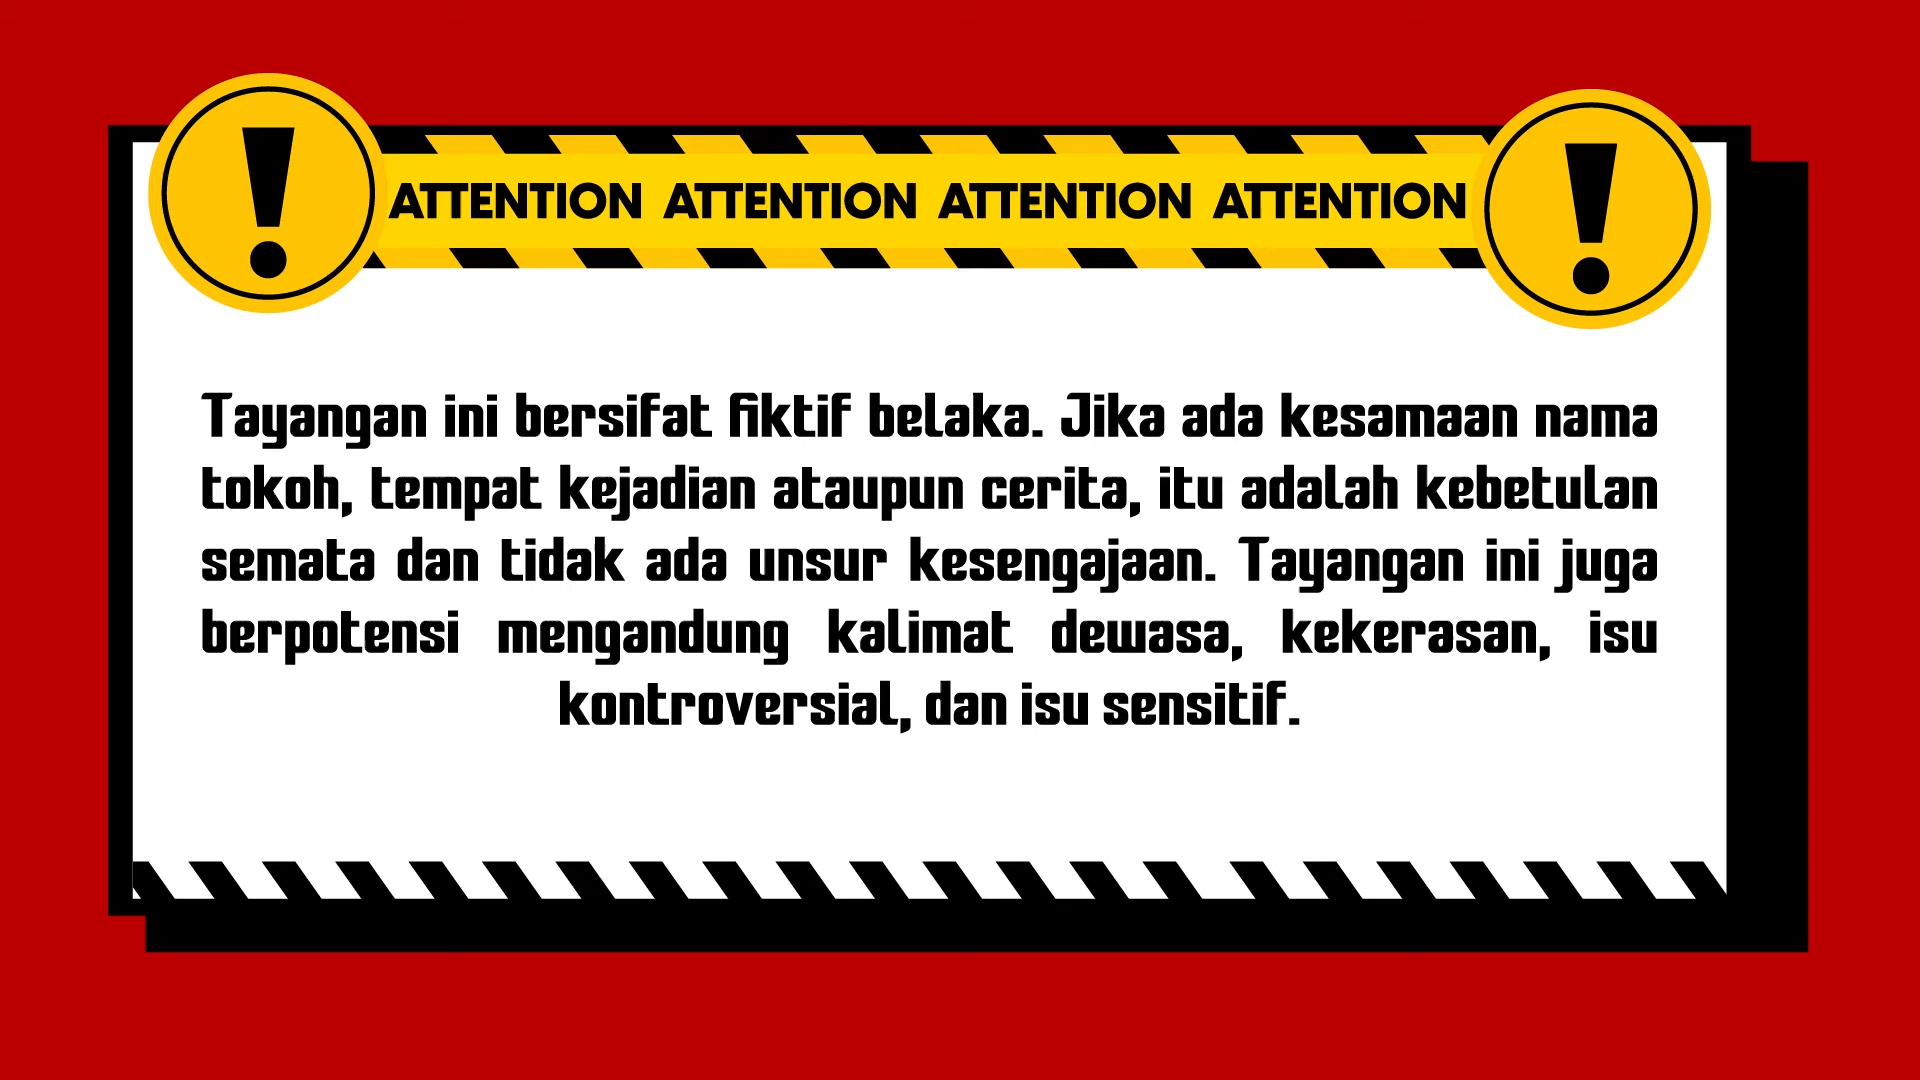 ATTENTION ATTENTION ATTENTION ATTENTION
Tayangan ini bersifat fiktif belaka. Jika ada kesamaan nama
tokoh, tempat kejadian ataupun cerita, itu adalah kebetulan
semata dan tidak ada unsur kesengajaan. Tayangan ini juga
berpotensi mengandung kalimat dewasa, kekerasan, isu
kontroversial, dan isu sensitif.